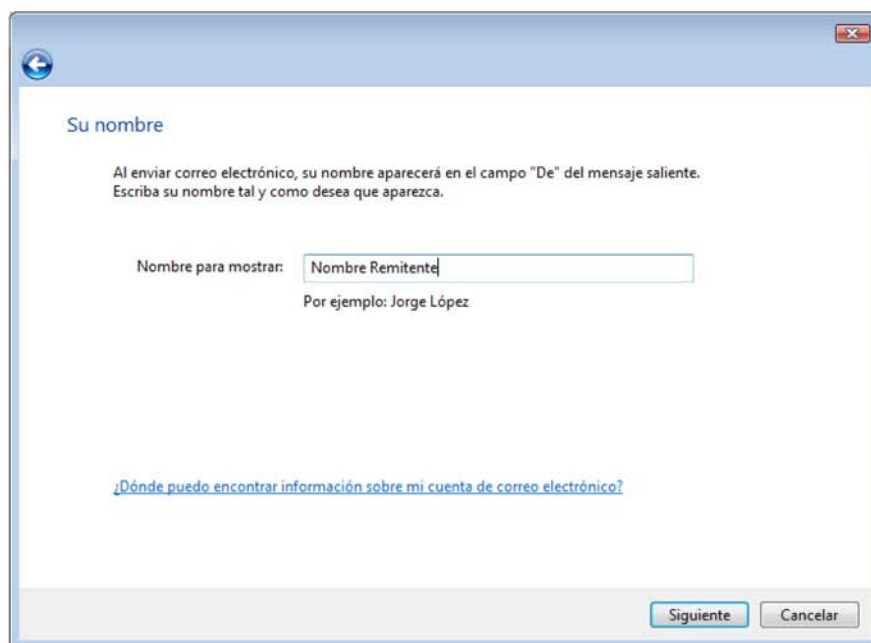 Su nombre
Al enviar correo electrónico, su nombre aparecerá en el campo "De" del mensaje saliente.
Escriba su nombre tal y como desea que aparezca.
Nombre para mostrar: Nombre Remitente
Por ejemplo: Jorge López
¿Dónde puedo encontrar información sobre mi cuenta de correo electrónico?
Siguiente Cancelar